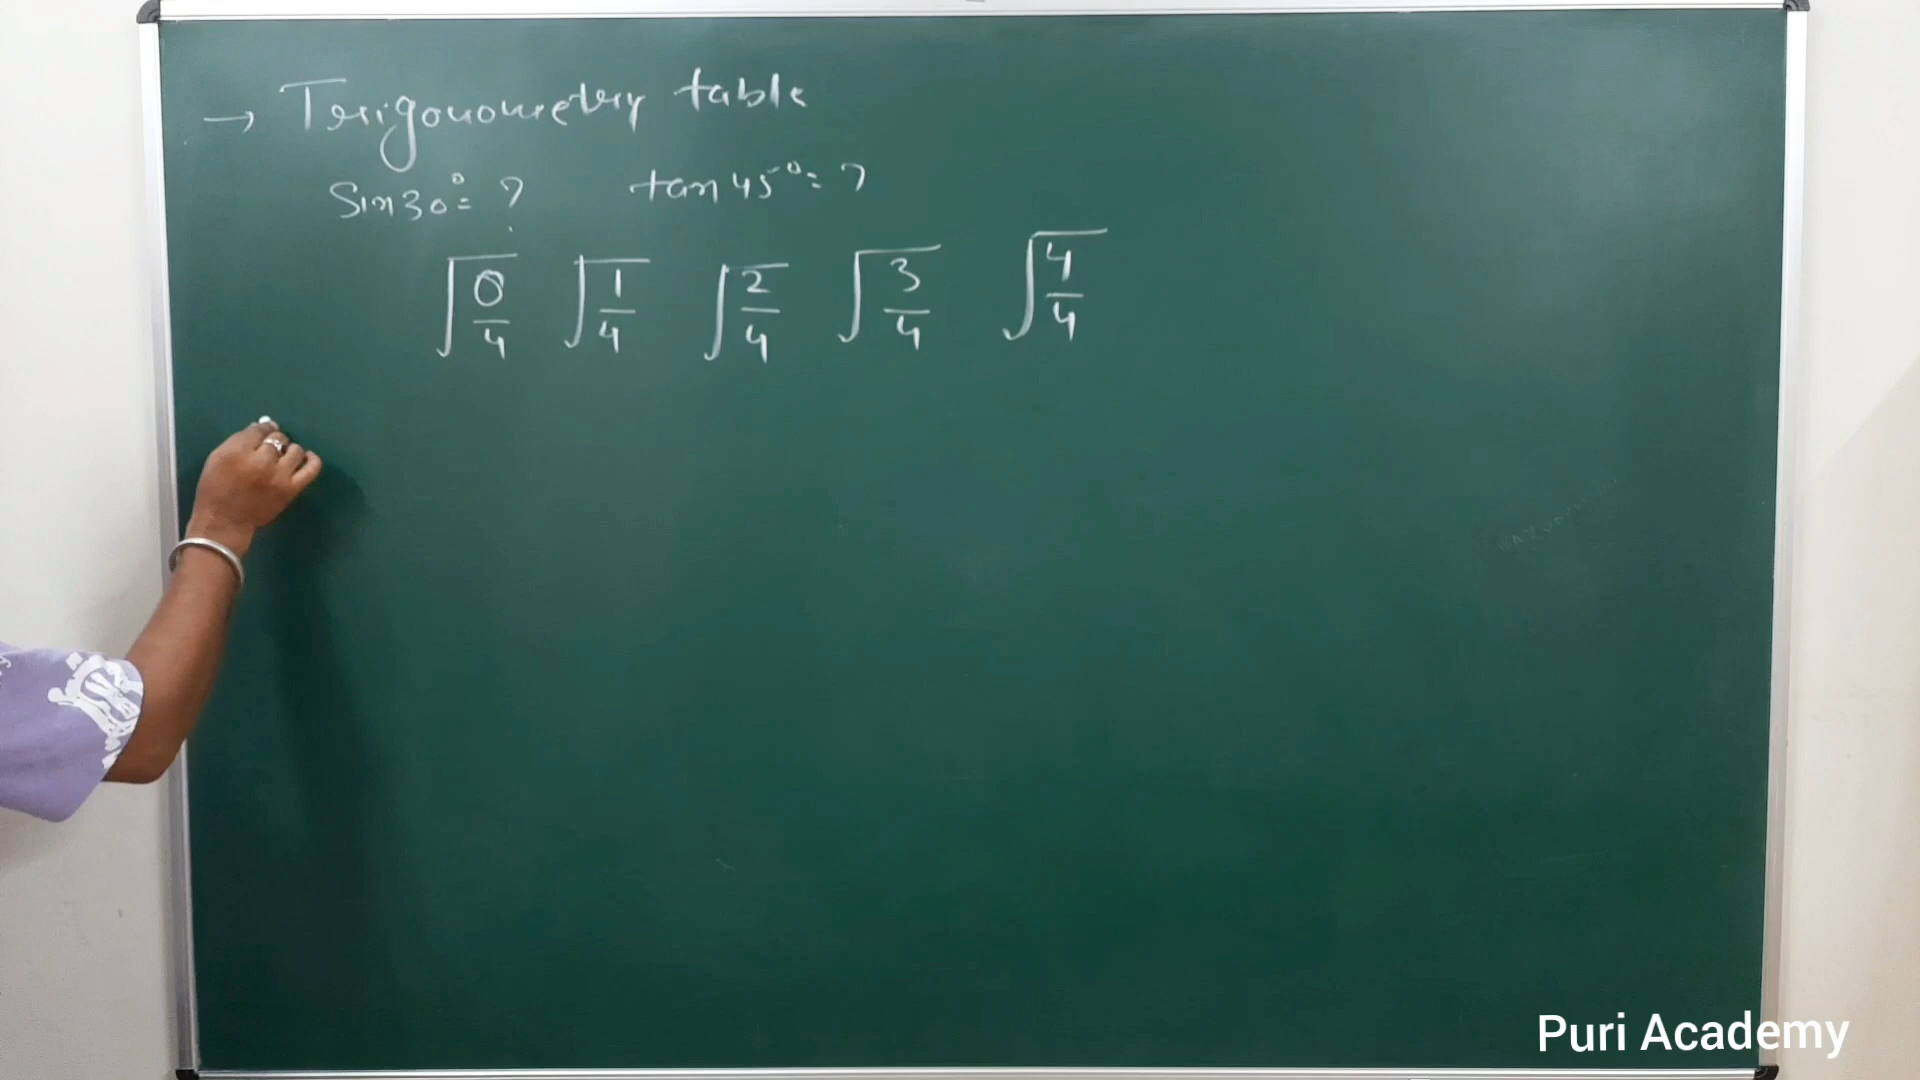 → Trigonometry table
Sin30°= ? tan45°= ?
√0/4 √1/4 √2/4 √3/4 √4/4
Puri Academy